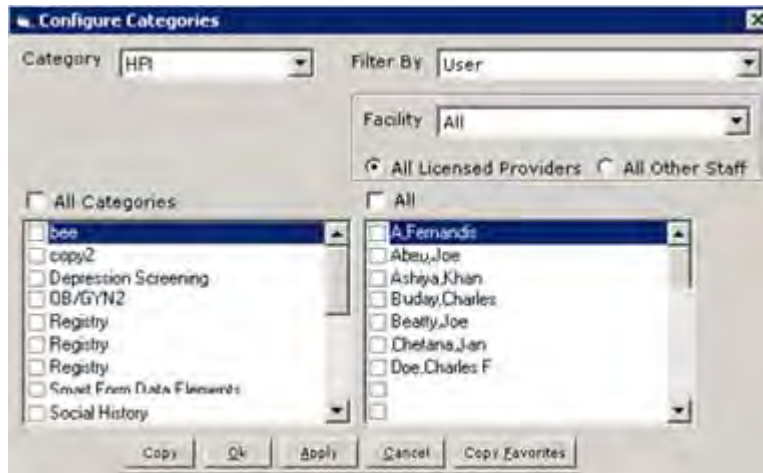 Configure Categories
Category HPI Filter By User
Facility All
All Licensed Providers All Other Staff
All Categories All
bee A,Fernandis
copy2 Abeu,Joe
Depression Screening Ashiya,Khan
OB/GYN2 Buday,Charles
Registry Beatty,Joe
Registry Chetana,Jan
Registry Doe,Charles F
Smart Form Data Elements
Social History
Copy Ok Apply Cancel Copy Favorites